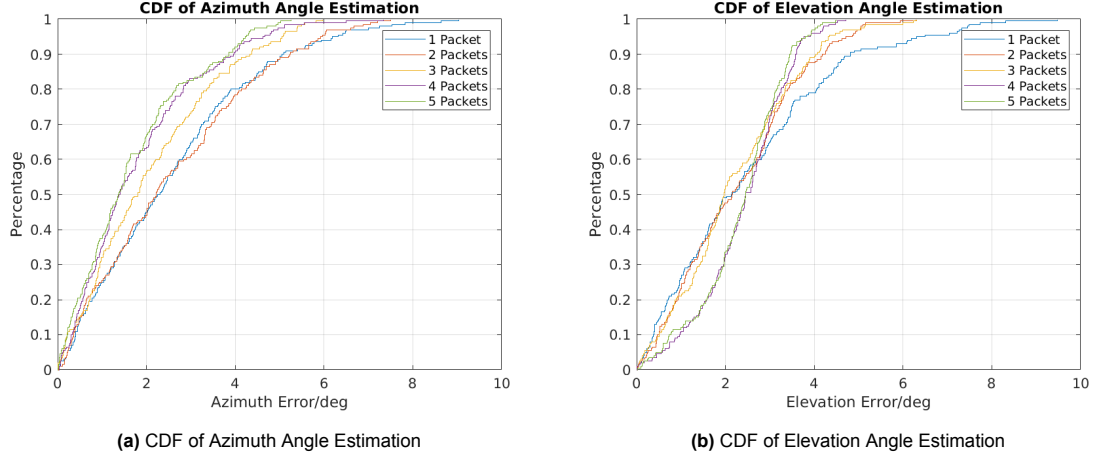 CDF of Azimuth Angle Estimation
1
0.9
0.8
0.7
0.6
0.5
0.4
0.3
0.2
0.1
0
Percentage
1 Packet
2 Packets
3 Packets
4 Packets
5 Packets
0 2 4 6 8 10
Azimuth Error/deg
(a) CDF of Azimuth Angle Estimation
CDF of Elevation Angle Estimation
1
0.9
0.8
0.7
0.6
0.5
0.4
0.3
0.2
0.1
0
Percentage
1 Packet
2 Packets
3 Packets
4 Packets
5 Packets
0 2 4 6 8 10
Elevation Error/deg
(b) CDF of Elevation Angle Estimation